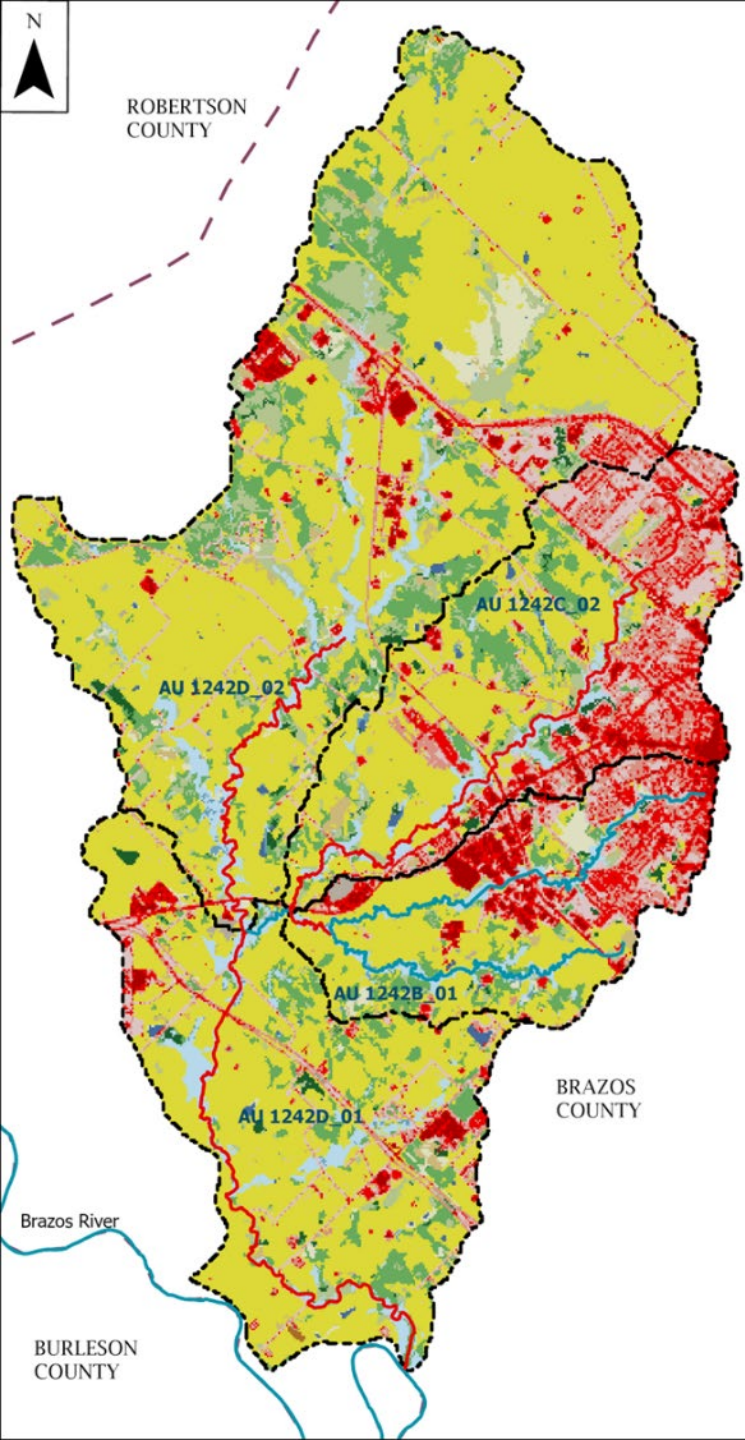 N
ROBERTSON
COUNTY
AU 1242C_02
AU 1242D_02
AU 1242B_01
BRAZOS
COUNTY
AU 1242D_01
Brazos River
BURLESON
COUNTY